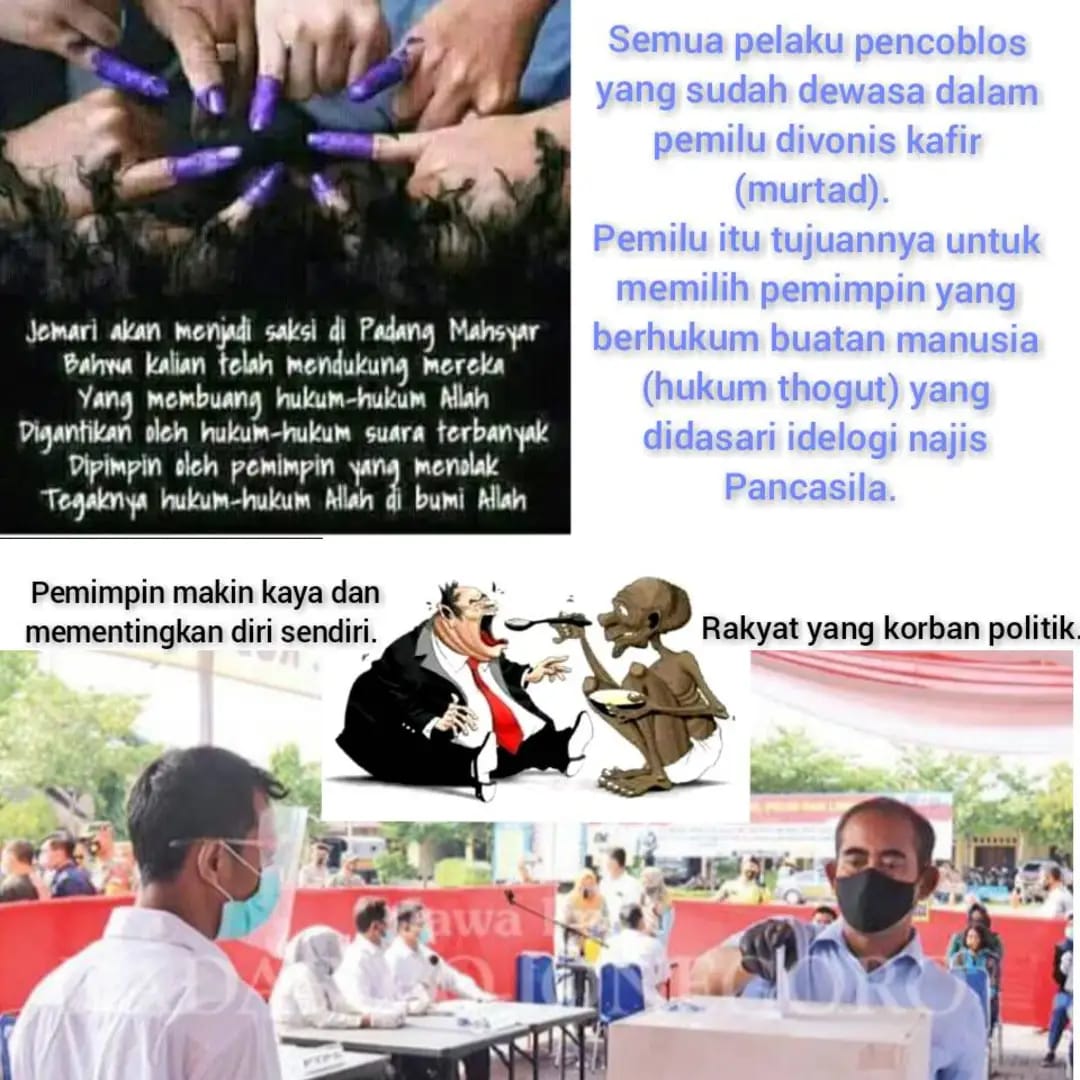 Semua pelaku pencoblos
yang sudah dewasa dalam
pemilu divonis kafir
(murtad).
Pemilu itu tujuannya untuk
memilih pemimpin yang
berhukum buatan manusia
(hukum thogut) yang
didasari idelogi najis
Pancasila.
Jemari akan menjadi saksi di Padang Mahsyar
Bahwa kalian telah mendukung mereka
Yang membuang hukum-hukum Allah
Digantikan oleh hukum-hukum suara terbanyak
Dipimpin oleh pemimpin yang menolak
Tegaknya hukum-hukum Allah di bumi Allah
Pemimpin makin kaya dan
mementingkan diri sendiri.
Rakyat yang korban politik.